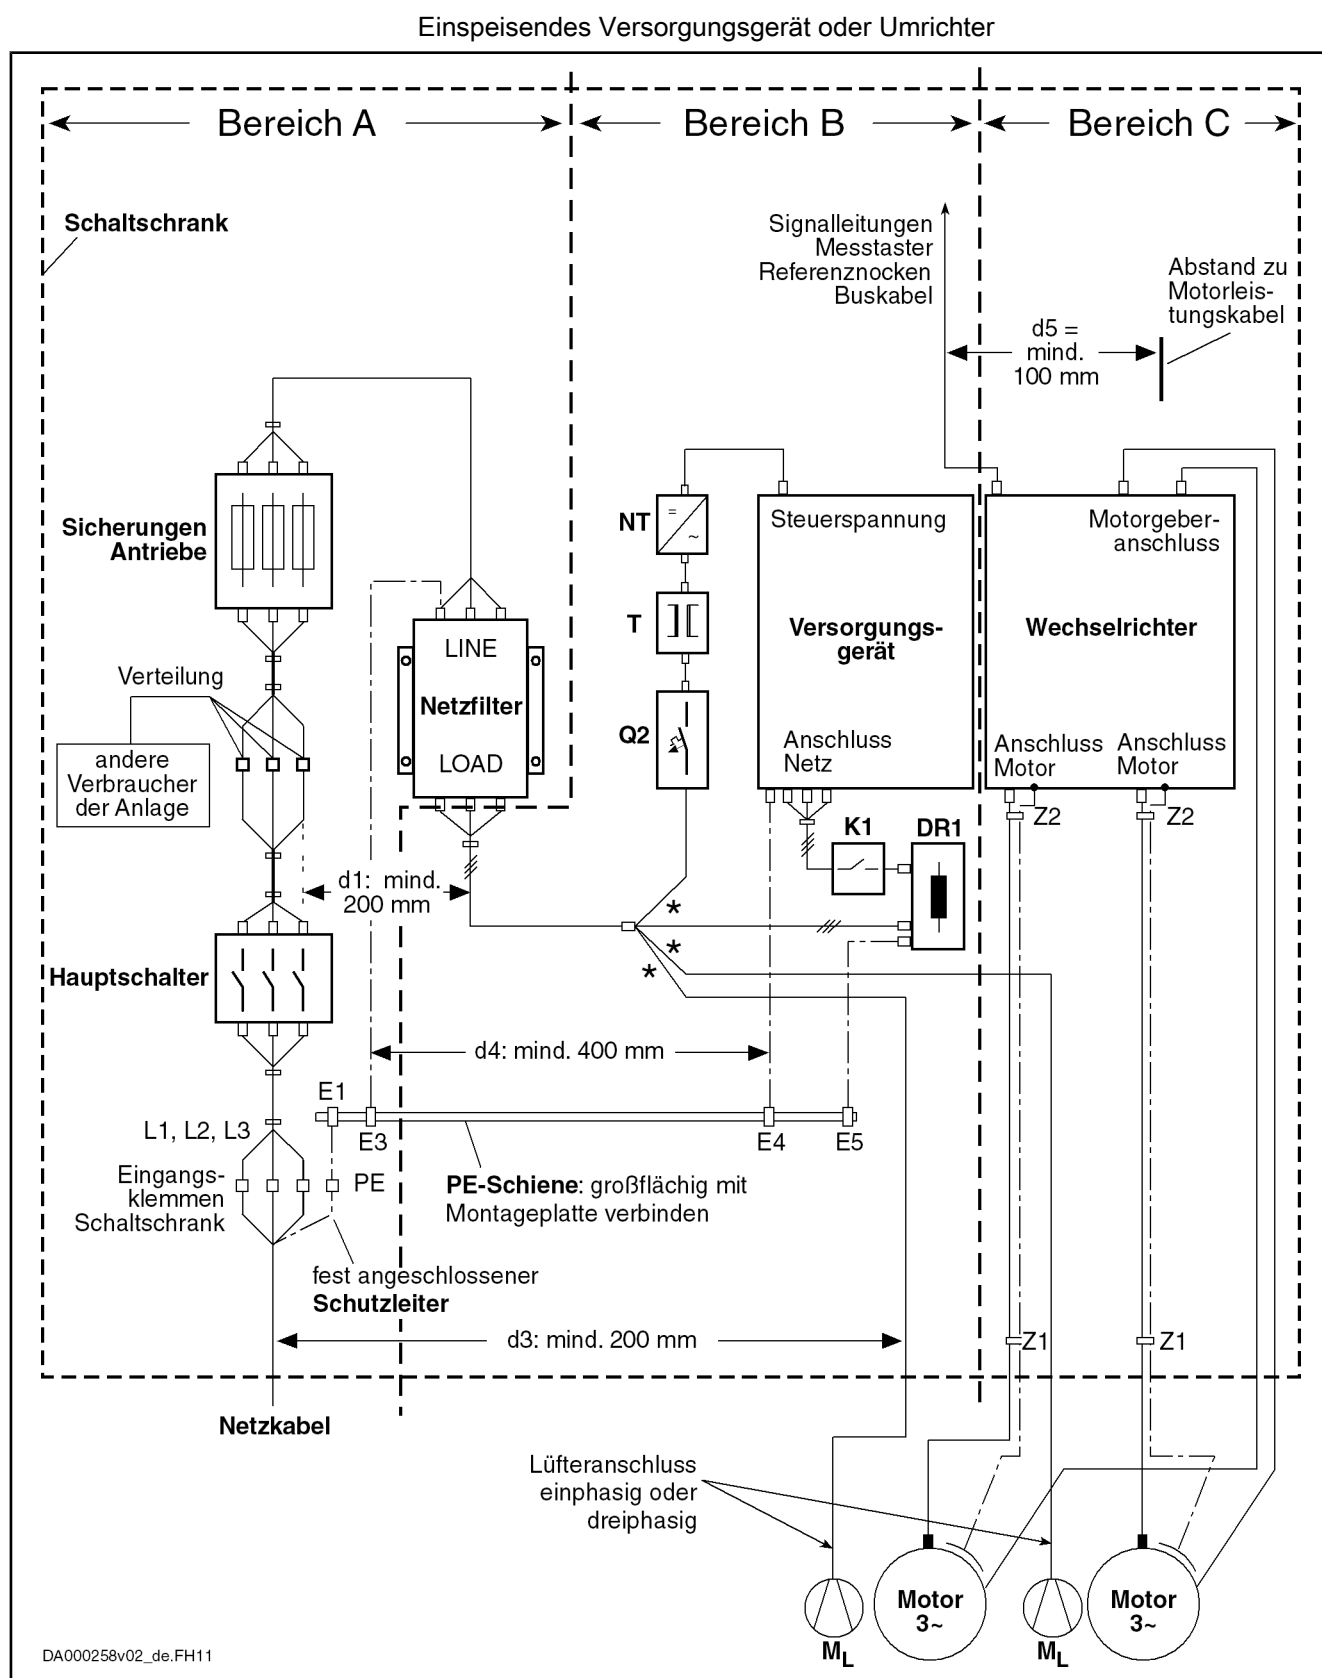 Einspeisendes Versorgungsgerät oder Umrichter
Bereich A
Bereich B
Bereich C
Schaltschrank
Signalleitungen
Messtaster
Referenznocken
Buskabel
Abstand zu
Motorleis-
tungskabel
d5 =
mind.
100 mm
Sicherungen
Antriebe
NT
=
~
Steuerspannung
Motorgeber-
anschluss
T
Versorgungs-
gerät
Wechselrichter
LINE
Netzfilter
LOAD
Verteilung
andere
Verbraucher
der Anlage
Q2
Anschluss
Netz
Anschluss
Motor
Anschluss
Motor
Z2
Z2
K1
DR1
d1: mind.
200 mm
*
*
*
Hauptschalter
d4: mind. 400 mm
E1
E3
E4
E5
L1, L2, L3
PE
Eingangs-
klemmen
Schaltschrank
PE-Schiene: großflächig mit
Montageplatte verbinden
fest angeschlossener
Schutzleiter
d3: mind. 200 mm
Z1
Z1
Netzkabel
Lüfteranschluss
einphasig oder
dreiphasig
Motor
3~
Motor
3~
ML
ML
DA000258v02_de.FH11